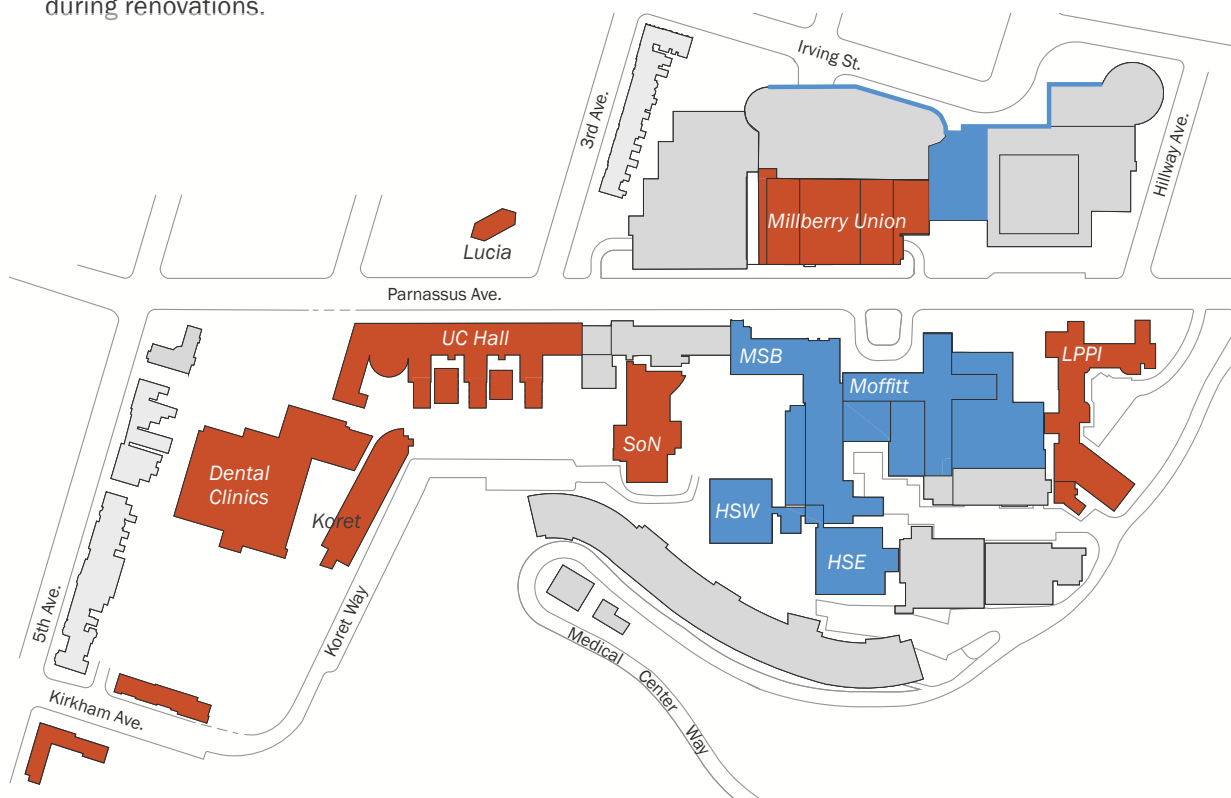 during renovations.
Irving St.
3rd Ave.
Hillway Ave.
Millberry Union
Lucia
Parnassus Ave.
UC Hall
MSB
LPPI
Moffitt
SoN
Dental
Clinics
HSW
Koret
HSE
5th Ave.
Koret Way
Medical Center Way
Kirkham Ave.